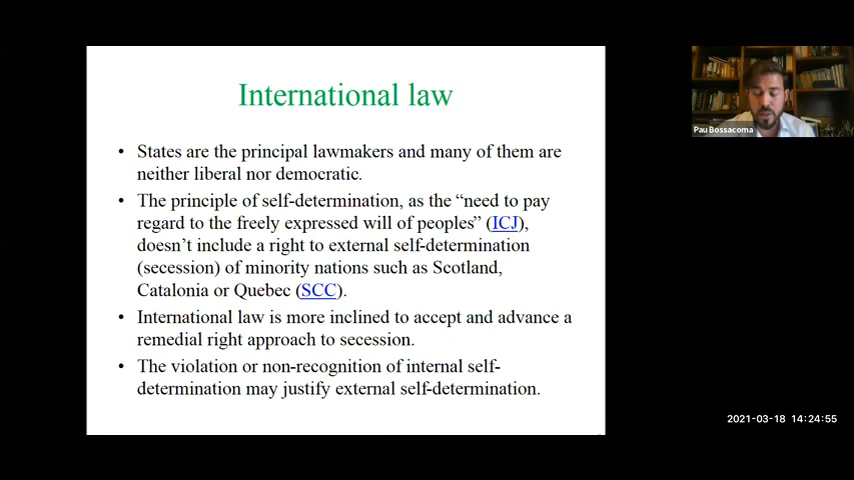 International law
• States are the principal lawmakers and many of them are
neither liberal nor democratic.
• The principle of self-determination, as the “need to pay
regard to the freely expressed will of peoples” (ICJ),
doesn’t include a right to external self-determination
(secession) of minority nations such as Scotland,
Catalonia or Quebec (SCC).
• International law is more inclined to accept and advance a
remedial right approach to secession.
• The violation or non-recognition of internal self-
determination may justify external self-determination.
Pau Bossacoma
2021-03-18 14:24:55